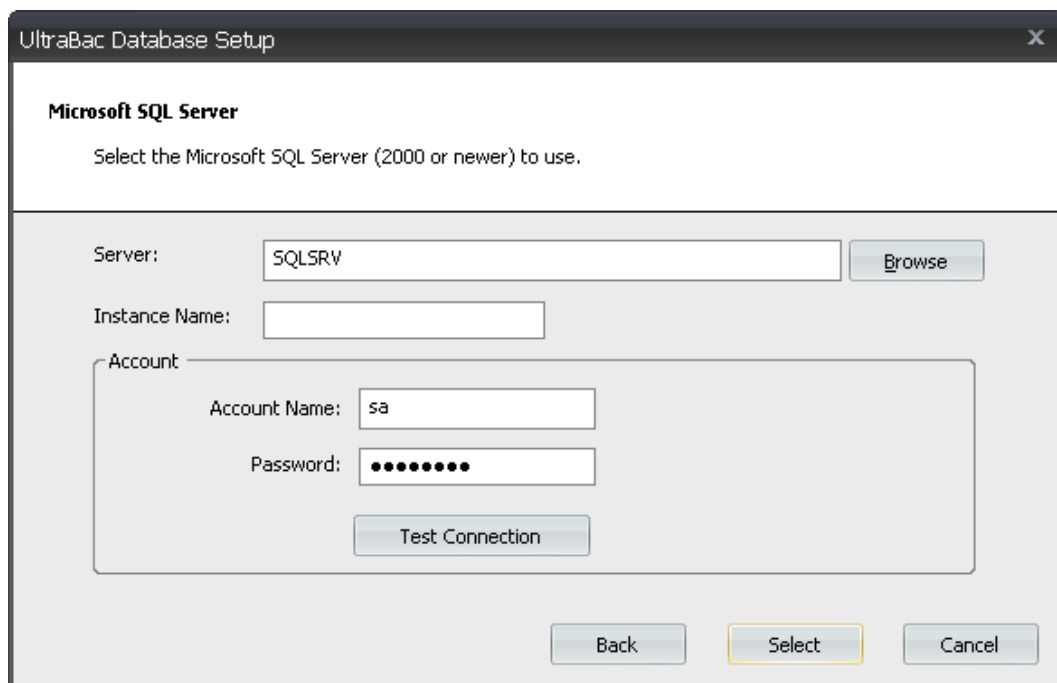 UltraBac Database Setup x
Microsoft SQL Server
Select the Microsoft SQL Server (2000 or newer) to use.
Server: SQLSRV Browse
Instance Name:
Account
Account Name: sa
Password: ●●●●●●●●
Test Connection
Back Select Cancel